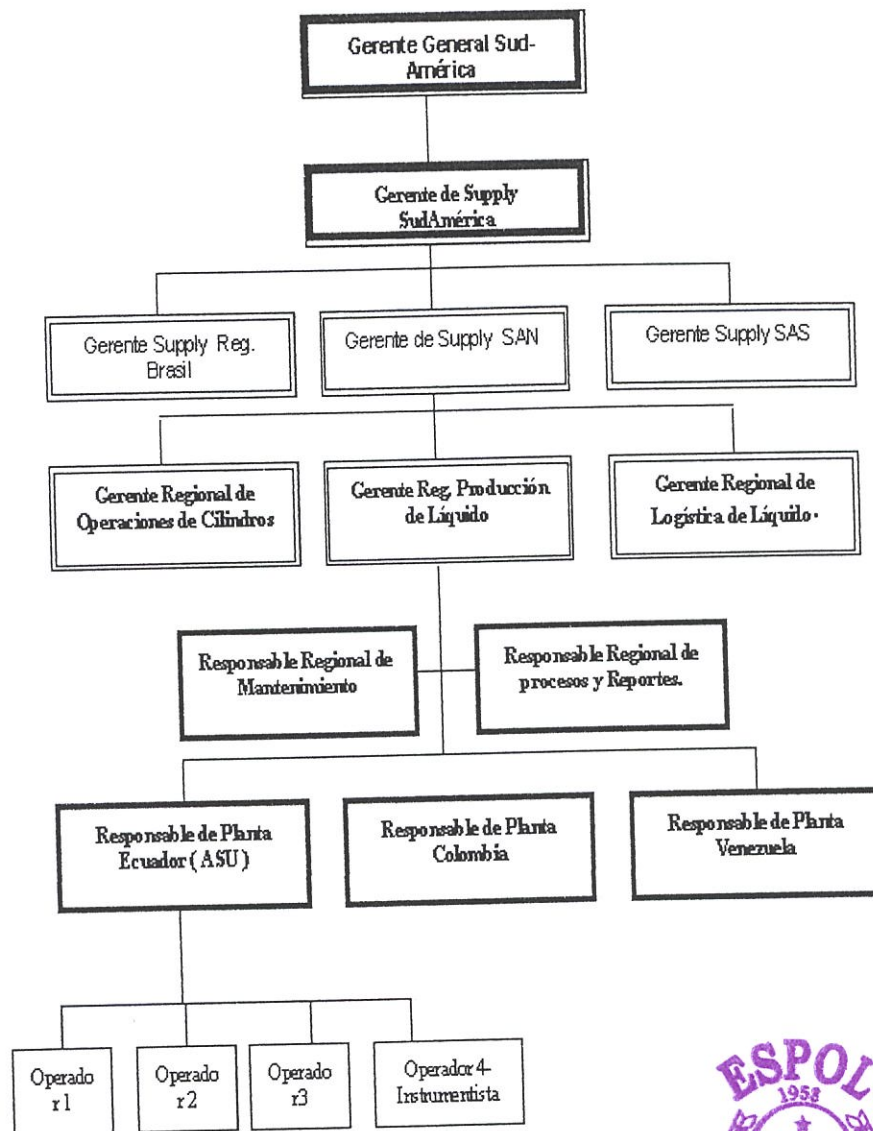 Gerente General Sud-
América
Gerente de Supply
SudAmérica
Gerente Supply Reg.
Brasil
Gerente de Supply SAN
Gerente Supply SAS
Gerente Regional de
Operaciones de Cilindros
Gerente Reg. Producción
de Líquido
Gerente Regional de
Logística de Líquilo.
Responsable Regional de
Mantenimiento
Responsable Regional de
procesos y Reportes.
Responsable de Planta
Ecuador ( ASU )
Responsable de Planta
Colombia
Responsable de Planta
Venezuela
Operado
r 1
Operado
r 2
Operado
r3
Operador 4-
Instrumentista
ESPOL
1958